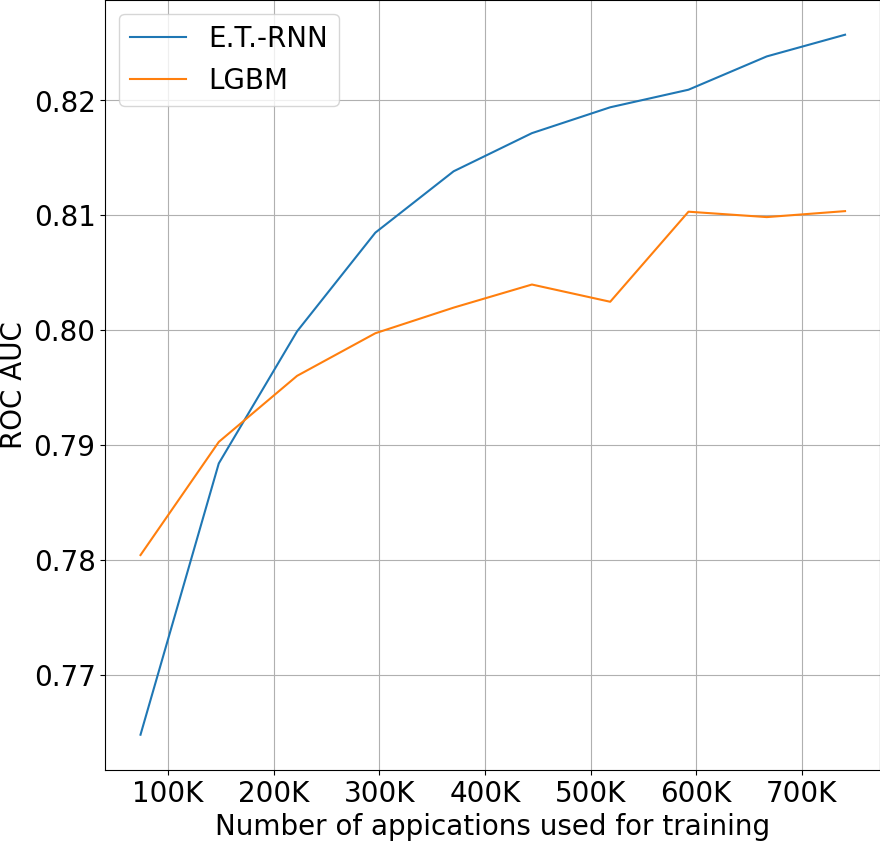 E.T.-RNN
LGBM
ROC AUC
0.82
0.81
0.80
0.79
0.78
0.77
100K 200K 300K 400K 500K 600K 700K
Number of appications used for training